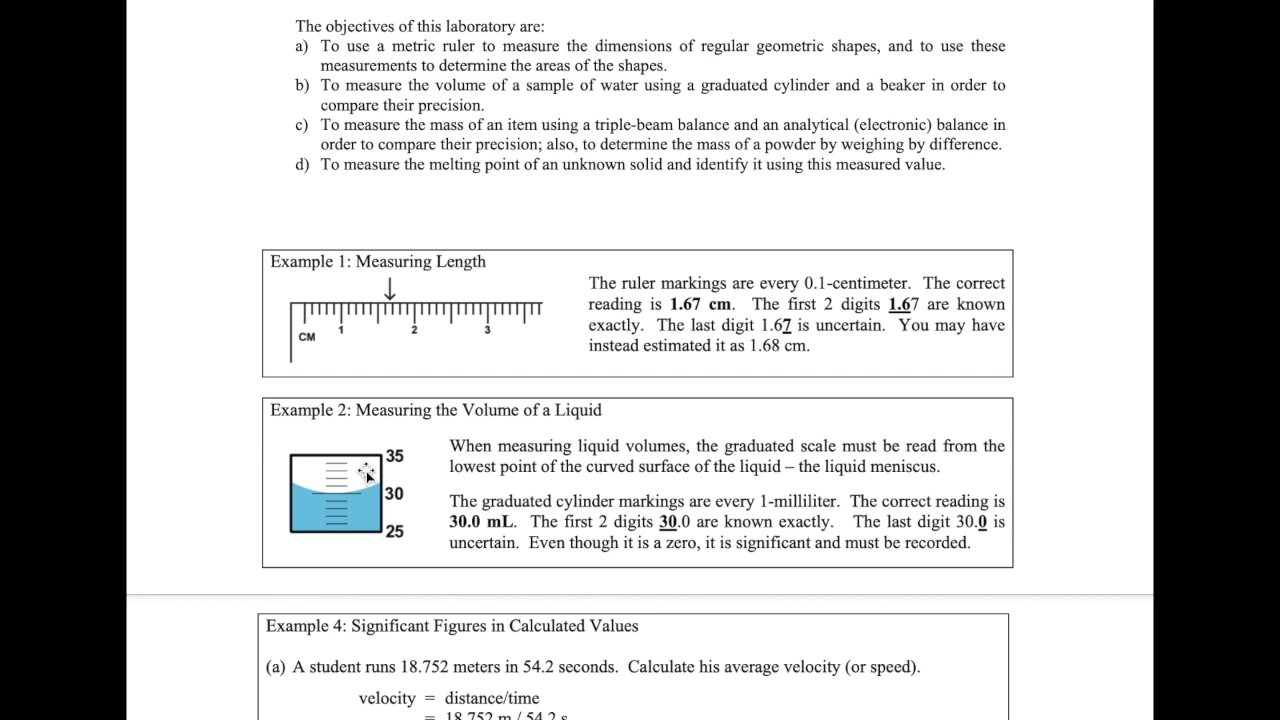 The objectives of this laboratory are:
a) To use a metric ruler to measure the dimensions of regular geometric shapes, and to use these
measurements to determine the areas of the shapes.
b) To measure the volume of a sample of water using a graduated cylinder and a beaker in order to
compare their precision.
c) To measure the mass of an item using a triple-beam balance and an analytical (electronic) balance in
order to compare their precision; also, to determine the mass of a powder by weighing by difference.
d) To measure the melting point of an unknown solid and identify it using this measured value.
Example 1: Measuring Length
CM 1 2 3
The ruler markings are every 0.1-centimeter. The correct
reading is 1.67 cm. The first 2 digits 1.67 are known
exactly. The last digit 1.67 is uncertain. You may have
instead estimated it as 1.68 cm.
Example 2: Measuring the Volume of a Liquid
35
30
25
When measuring liquid volumes, the graduated scale must be read from the
lowest point of the curved surface of the liquid – the liquid meniscus.
The graduated cylinder markings are every 1-milliliter. The correct reading is
30.0 mL. The first 2 digits 30.0 are known exactly. The last digit 30.0 is
uncertain. Even though it is a zero, it is significant and must be recorded.
Example 4: Significant Figures in Calculated Values
(a) A student runs 18.752 meters in 54.2 seconds. Calculate his average velocity (or speed).
velocity = distance/time
= 18.752 m / 54.2 s